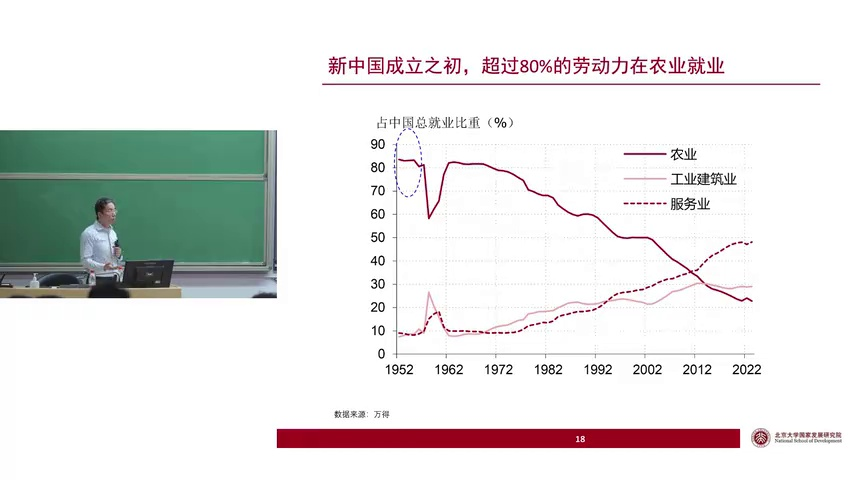 新中国成立之初，超过80%的劳动力在农业就业
占中国总就业比重（%）
90
80
70
60
50
40
30
20
10
0
农业
工业建筑业
服务业
1952 1962 1972 1982 1992 2002 2012 2022
数据来源：万得
18
北京大学国家发展研究院
National School of Development